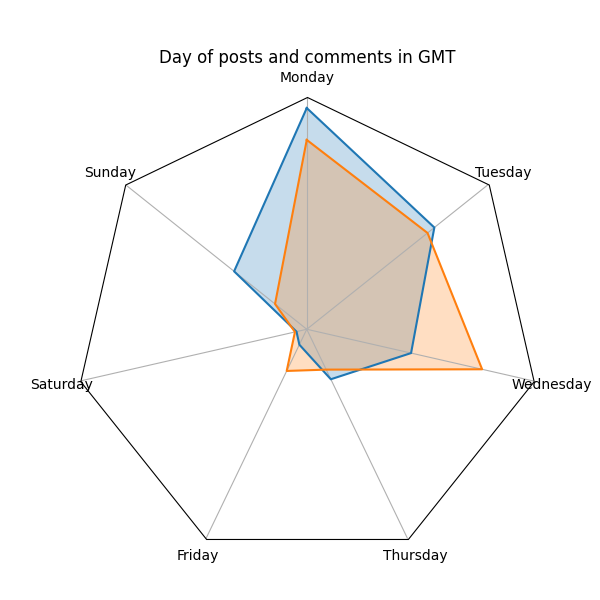 Day of posts and comments in GMT
Monday
Sunday
Tuesday
Saturday
Wednesday
Friday
Thursday